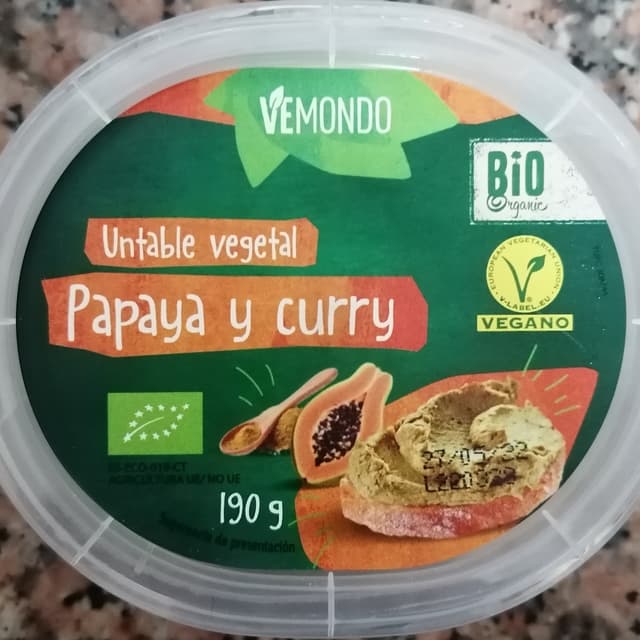 VEMONDO
BIO
Organic
Untable vegetal
EUROPEAN VEGETARIAN UNION
V-LABEL.EU
VEGANO
Papaya y curry
ES-ECO-019-CT
AGRICULTURA UE/ NO UE
190 g
Sugerencia de presentación